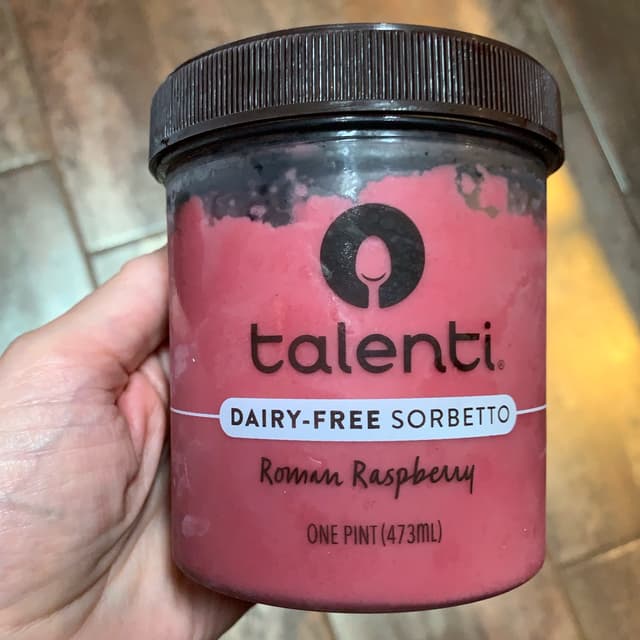 talenti®
DAIRY-FREE SORBETTO
Roman Raspberry
ONE PINT (473mL)